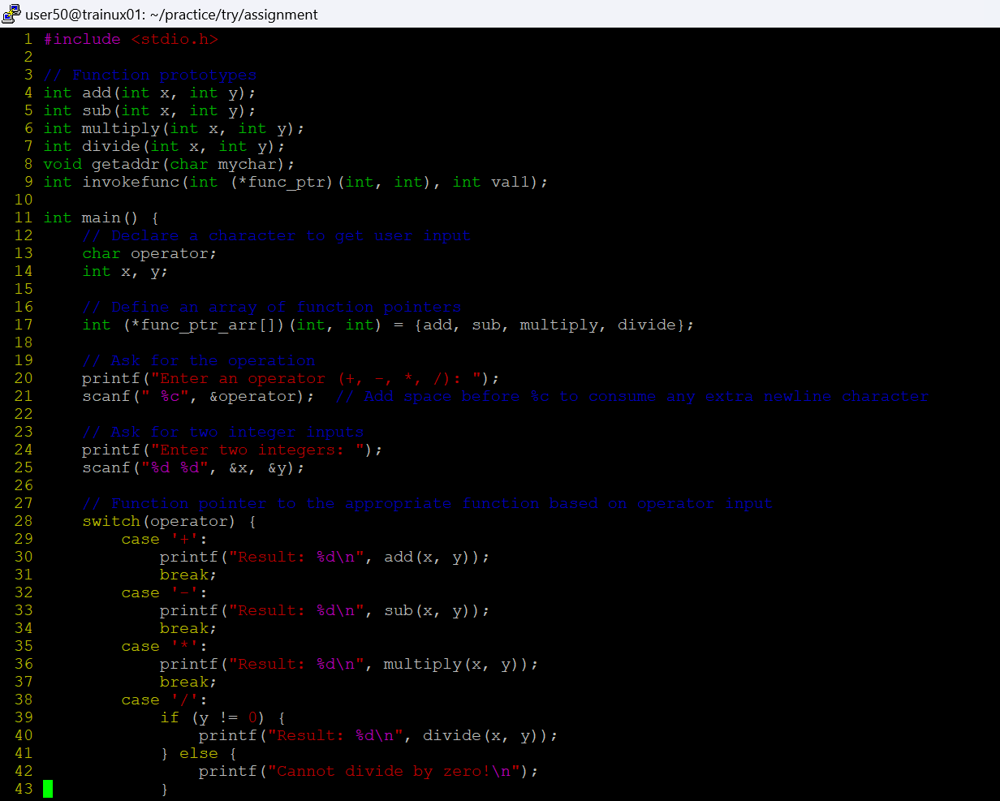 user50@trainux01: ~/practice/try/assignment
1 #include <stdio.h>
2
3 // Function prototypes
4 int add(int x, int y);
5 int sub(int x, int y);
6 int multiply(int x, int y);
7 int divide(int x, int y);
8 void getaddr(char mychar);
9 int invokefunc(int (*func_ptr)(int, int), int val1);
10
11 int main() {
12     // Declare a character to get user input
13     char operator;
14     int x, y;
15
16     // Define an array of function pointers
17     int (*func_ptr_arr[])(int, int) = {add, sub, multiply, divide};
18
19     // Ask for the operation
20     printf("Enter an operator (+, -, *, /): ");
21     scanf(" %c", &operator);  // Add space before %c to consume any extra newline character
22
23     // Ask for two integer inputs
24     printf("Enter two integers: ");
25     scanf("%d %d", &x, &y);
26
27     // Function pointer to the appropriate function based on operator input
28     switch(operator) {
29         case '+':
30             printf("Result: %d\n", add(x, y));
31             break;
32         case '-':
33             printf("Result: %d\n", sub(x, y));
34             break;
35         case '*':
36             printf("Result: %d\n", multiply(x, y));
37             break;
38         case '/':
39             if (y != 0) {
40                 printf("Result: %d\n", divide(x, y));
41             } else {
42                 printf("Cannot divide by zero!\n");
43             }